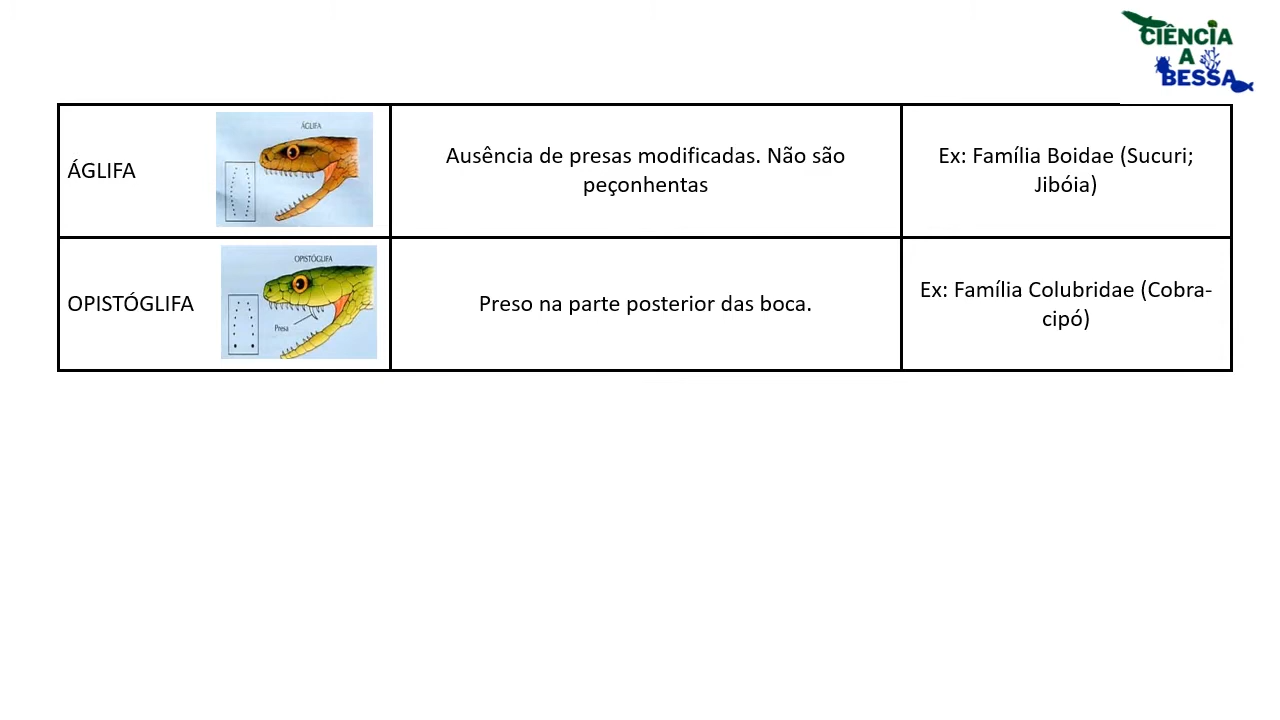 CIÊNCIA
A
BESSA
ÁGLIFA
ÁGLIFA
Ausência de presas modificadas. Não são
peçonhentas
Ex: Família Boidae (Sucuri;
Jibóia)
OPISTÓGLIFA
OPISTÓGLIFA
Presa
Preso na parte posterior das boca.
Ex: Família Colubridae (Cobra-
cipó)